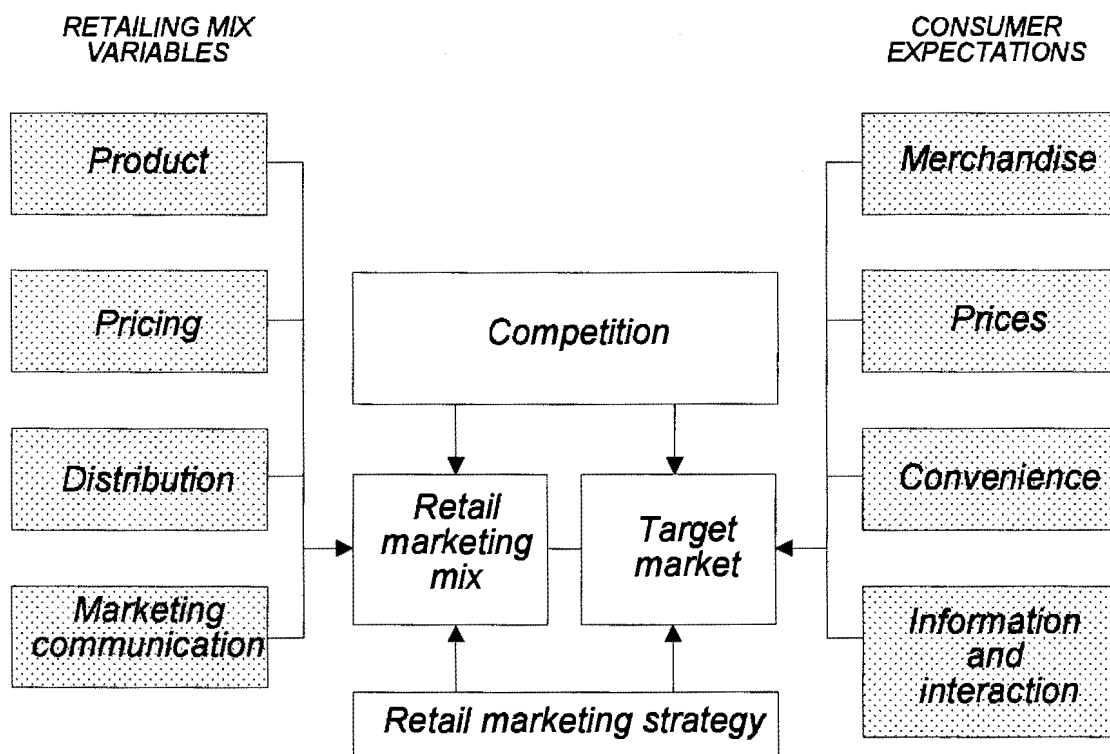 RETAILING MIX
VARIABLES
CONSUMER
EXPECTATIONS
Product
Merchandise
Pricing
Competition
Prices
Distribution
Retail
marketing
mix
Target
market
Convenience
Marketing
communication
Information
and
interaction
Retail marketing strategy